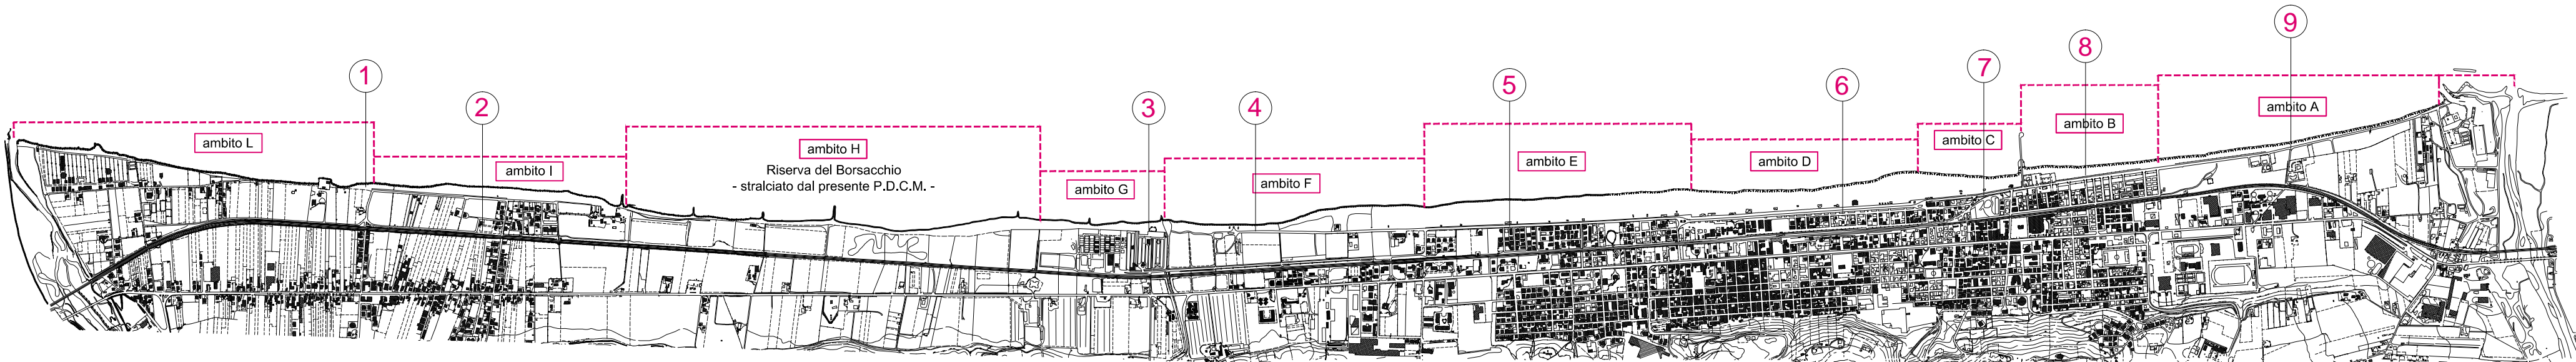 1
2
3
4
5
6
7
8
9
ambito L
ambito I
ambito H
Riserva del Borsacchio
- stralciato dal presente P.D.C.M. -
ambito G
ambito F
ambito E
ambito D
ambito C
ambito B
ambito A